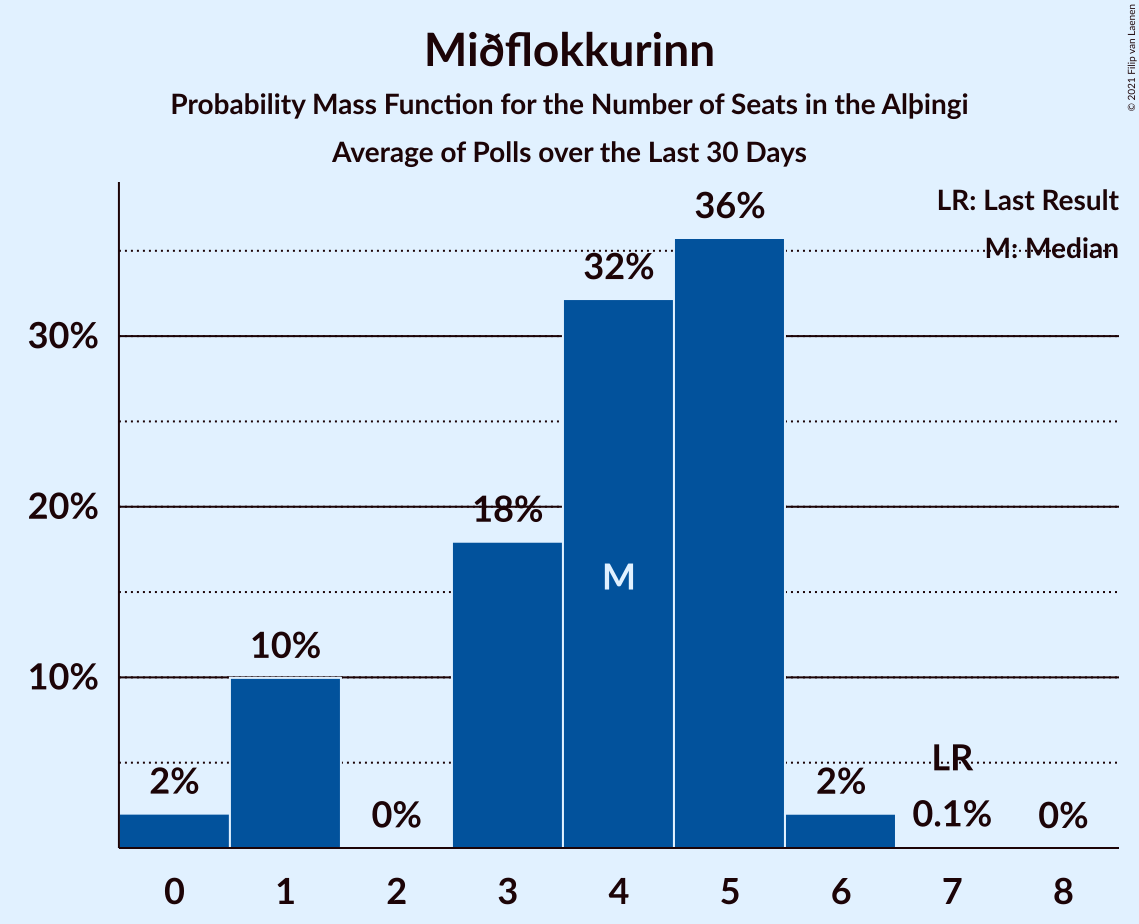 Miðflokkurinn
Probability Mass Function for the Number of Seats in the Alþingi
Average of Polls over the Last 30 Days
© 2021 Filip van Laenen
LR: Last Result
M: Median
30%
20%
10%
2%
10%
0%
18%
32%
36%
2%
0.1%
0%
M
LR
0 1 2 3 4 5 6 7 8